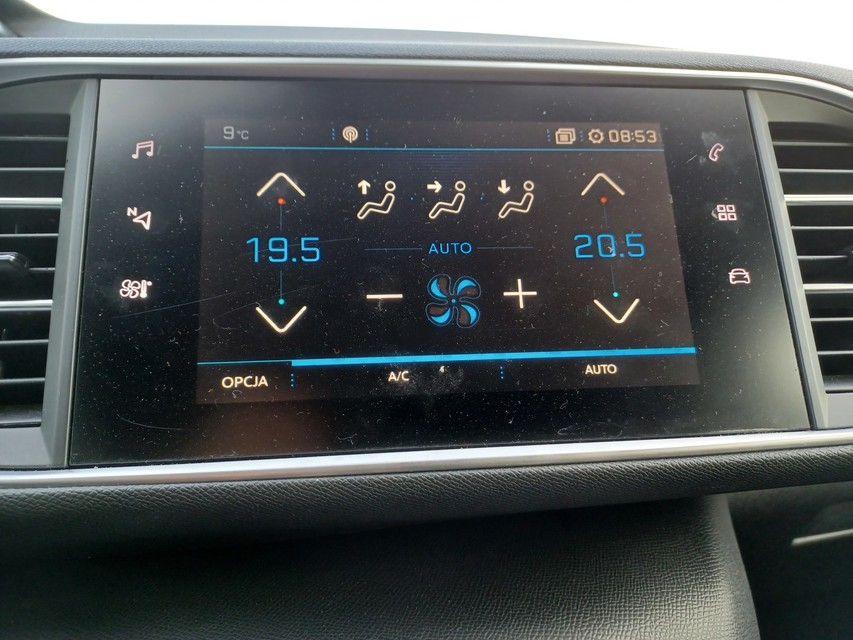 9 °C 08:53
N
19.5 AUTO 20.5
OPCJA A/C AUTO